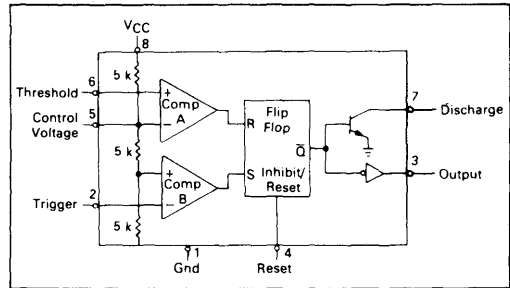 VCC
8
5 k
6
Threshold
+
Comp
A
−
5
Control
Voltage
R
Flip
Flop
Q̅
S
Inhibit/
Reset
7
Discharge
3
Output
5 k
+
Comp
B
−
2
Trigger
5 k
1
Gnd
4
Reset